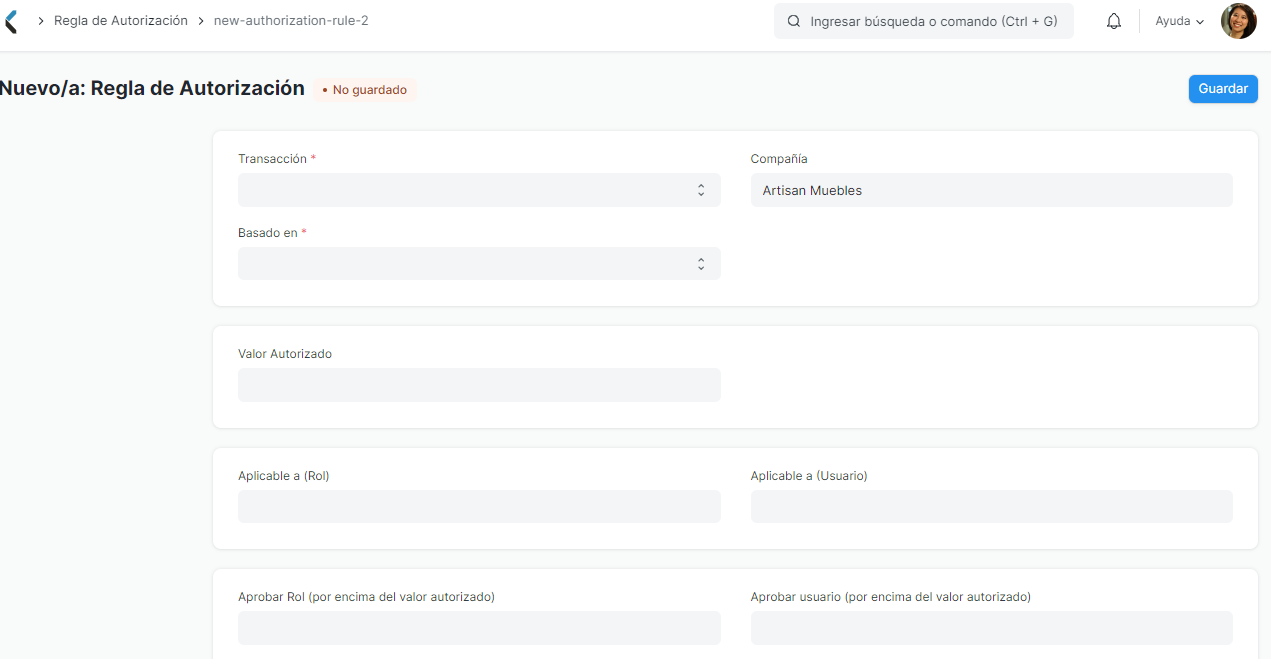 Regla de Autorización new-authorization-rule-2
Ingresar búsqueda o comando (Ctrl + G)
Ayuda
Nuevo/a: Regla de Autorización
No guardado
Guardar
Transacción *
Compañía
Artisan Muebles
Basado en *
Valor Autorizado
Aplicable a (Rol)
Aplicable a (Usuario)
Aprobar Rol (por encima del valor autorizado)
Aprobar usuario (por encima del valor autorizado)